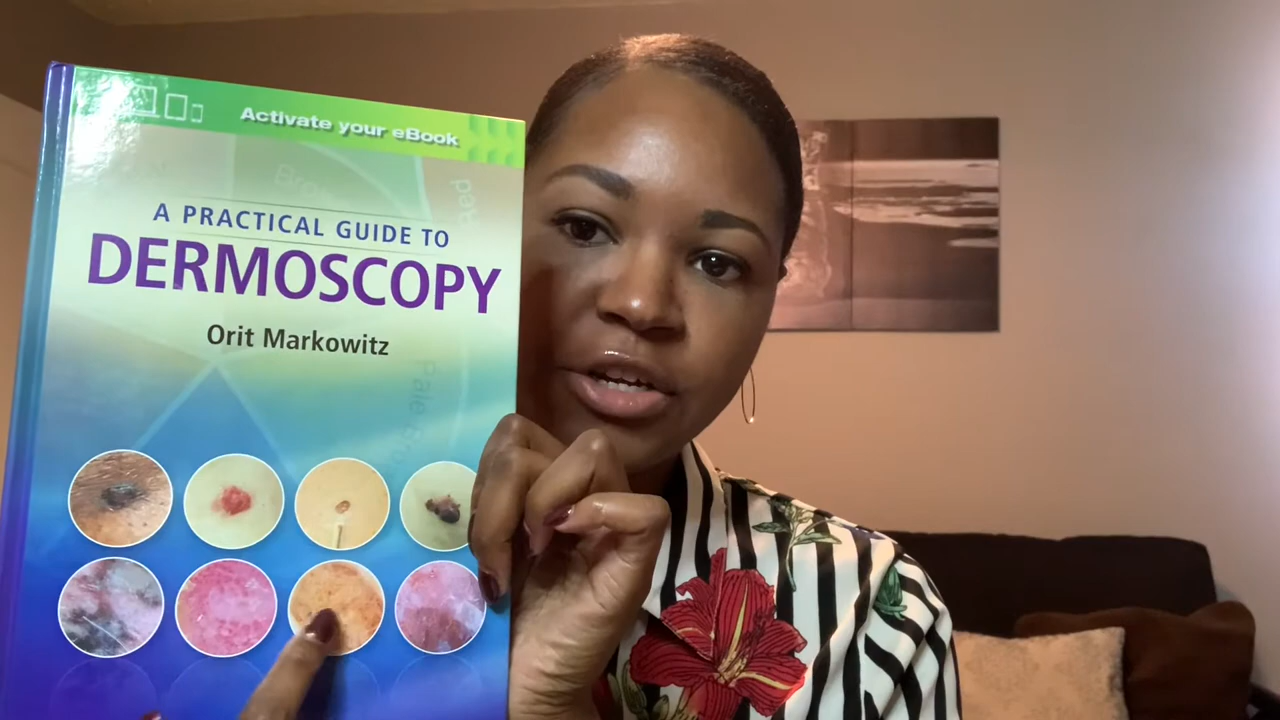 Activate your eBook
A PRACTICAL GUIDE TO
DERMOSCOPY
Orit Markowitz